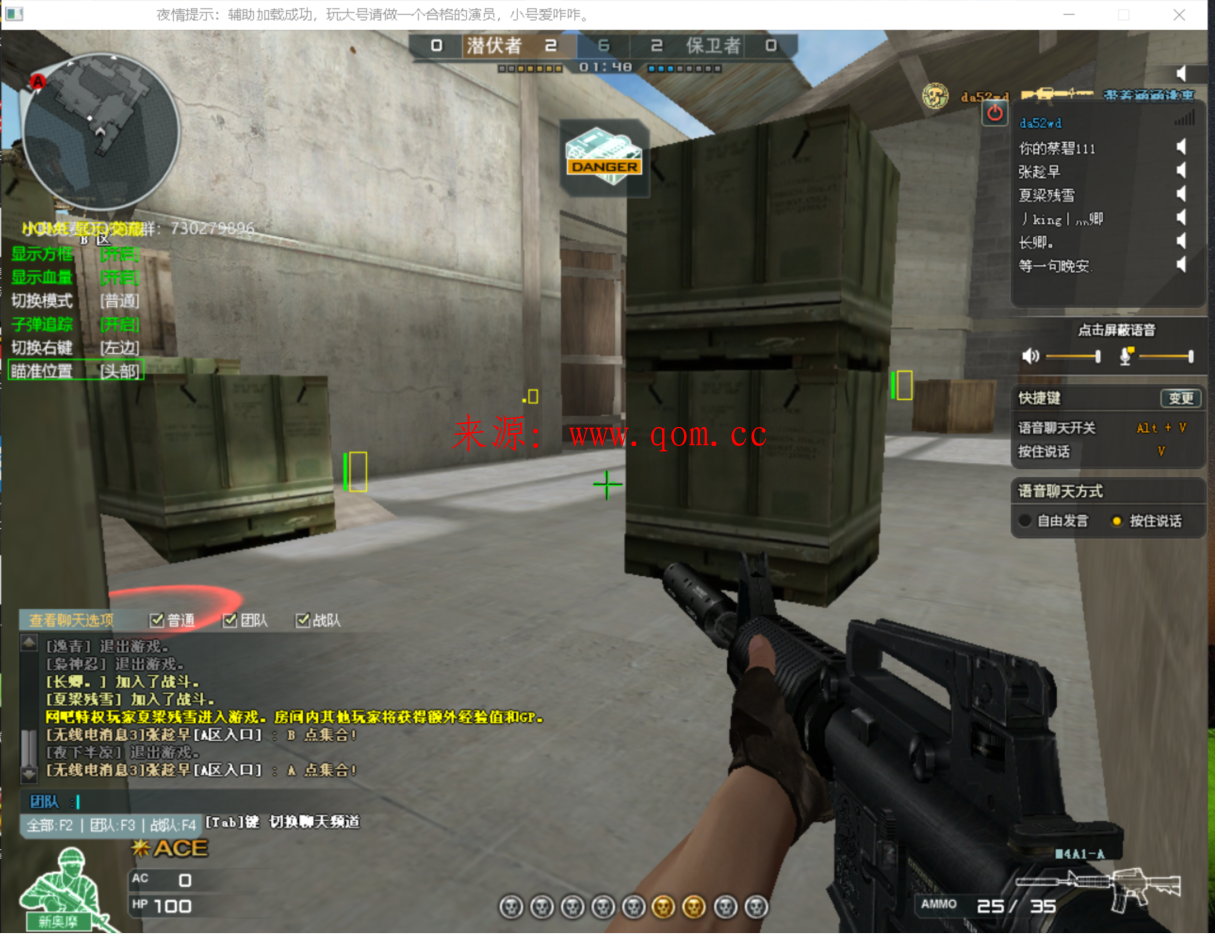 夜情提示：辅助加载成功，玩大号请做一个合格的演员，小号爱咋咋。
0 潜伏者 2 6 2 保卫者 0
01:48
A
da52wd
DANGER
da52wd
你的禁碧111
张趁早
夏梁残雪
长卿。
等一句晚安
群：730279896
B 区
显示方框 [开启]
显示血量 [开启]
切换模式 [普通]
子弹追踪 [开启]
切换右键 [左边]
瞄准位置 [头部]
点击屏蔽语音
快捷键 变更
语音聊天开关 Alt + V
按住说话 V
语音聊天方式
自由发言 按住说话
来源：www.qom.cc
查看聊天选项 普通 团队 战队
[逸青] 退出游戏。
[枭神忍] 退出游戏。
[长卿。] 加入了战斗。
[夏梁残雪] 加入了战斗。
网吧特权玩家夏梁残雪进入游戏。房间内其他玩家将获得额外经验值和GP。
[无线电消息3]张趁早[A区入口] : B 点集合!
[夜下半凉] 退出游戏。
[无线电消息3]张趁早[A区入口] : A 点集合!
团队 :
全部:F2 | 团队:F3 | 战队:F4 [Tab]键 切换聊天频道
ACE
AC 0
HP 100
新奥摩
M4A1-A
AMMO 25 / 35